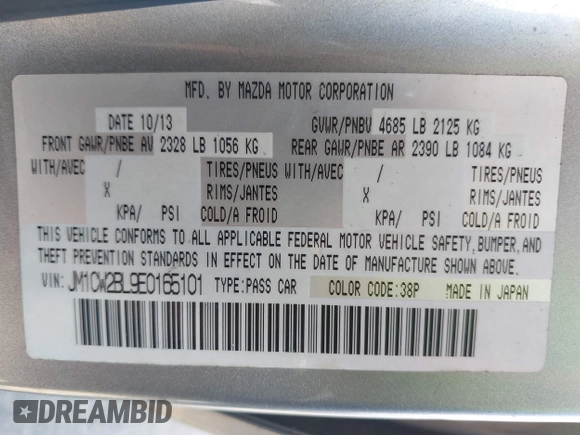 MFD. BY MAZDA MOTOR CORPORATION
DATE 10/13 GVWR/PNBV 4685 LB 2125 KG
FRONT GAWR/PNBE AV 2328 LB 1056 KG REAR GAWR/PNBE AR 2390 LB 1084 KG
WITH/AVEC / TIRES/PNEUS WITH/AVEC / TIRES/PNEUS
X RIMS/JANTES X RIMS/JANTES
KPA/ PSI COLD/A FROID KPA/ PSI COLD/A FROID
THIS VEHICLE CONFORMS TO ALL APPLICABLE FEDERAL MOTOR VEHICLE SAFETY, BUMPER, AND
THEFT PREVENTION STANDARDS IN EFFECT ON THE DATE OF MANUFACTURE SHOWN ABOVE.
VIN: JM1CW2BL9E0165101 TYPE:PASS CAR COLOR CODE:38P MADE IN JAPAN
DREAMBID